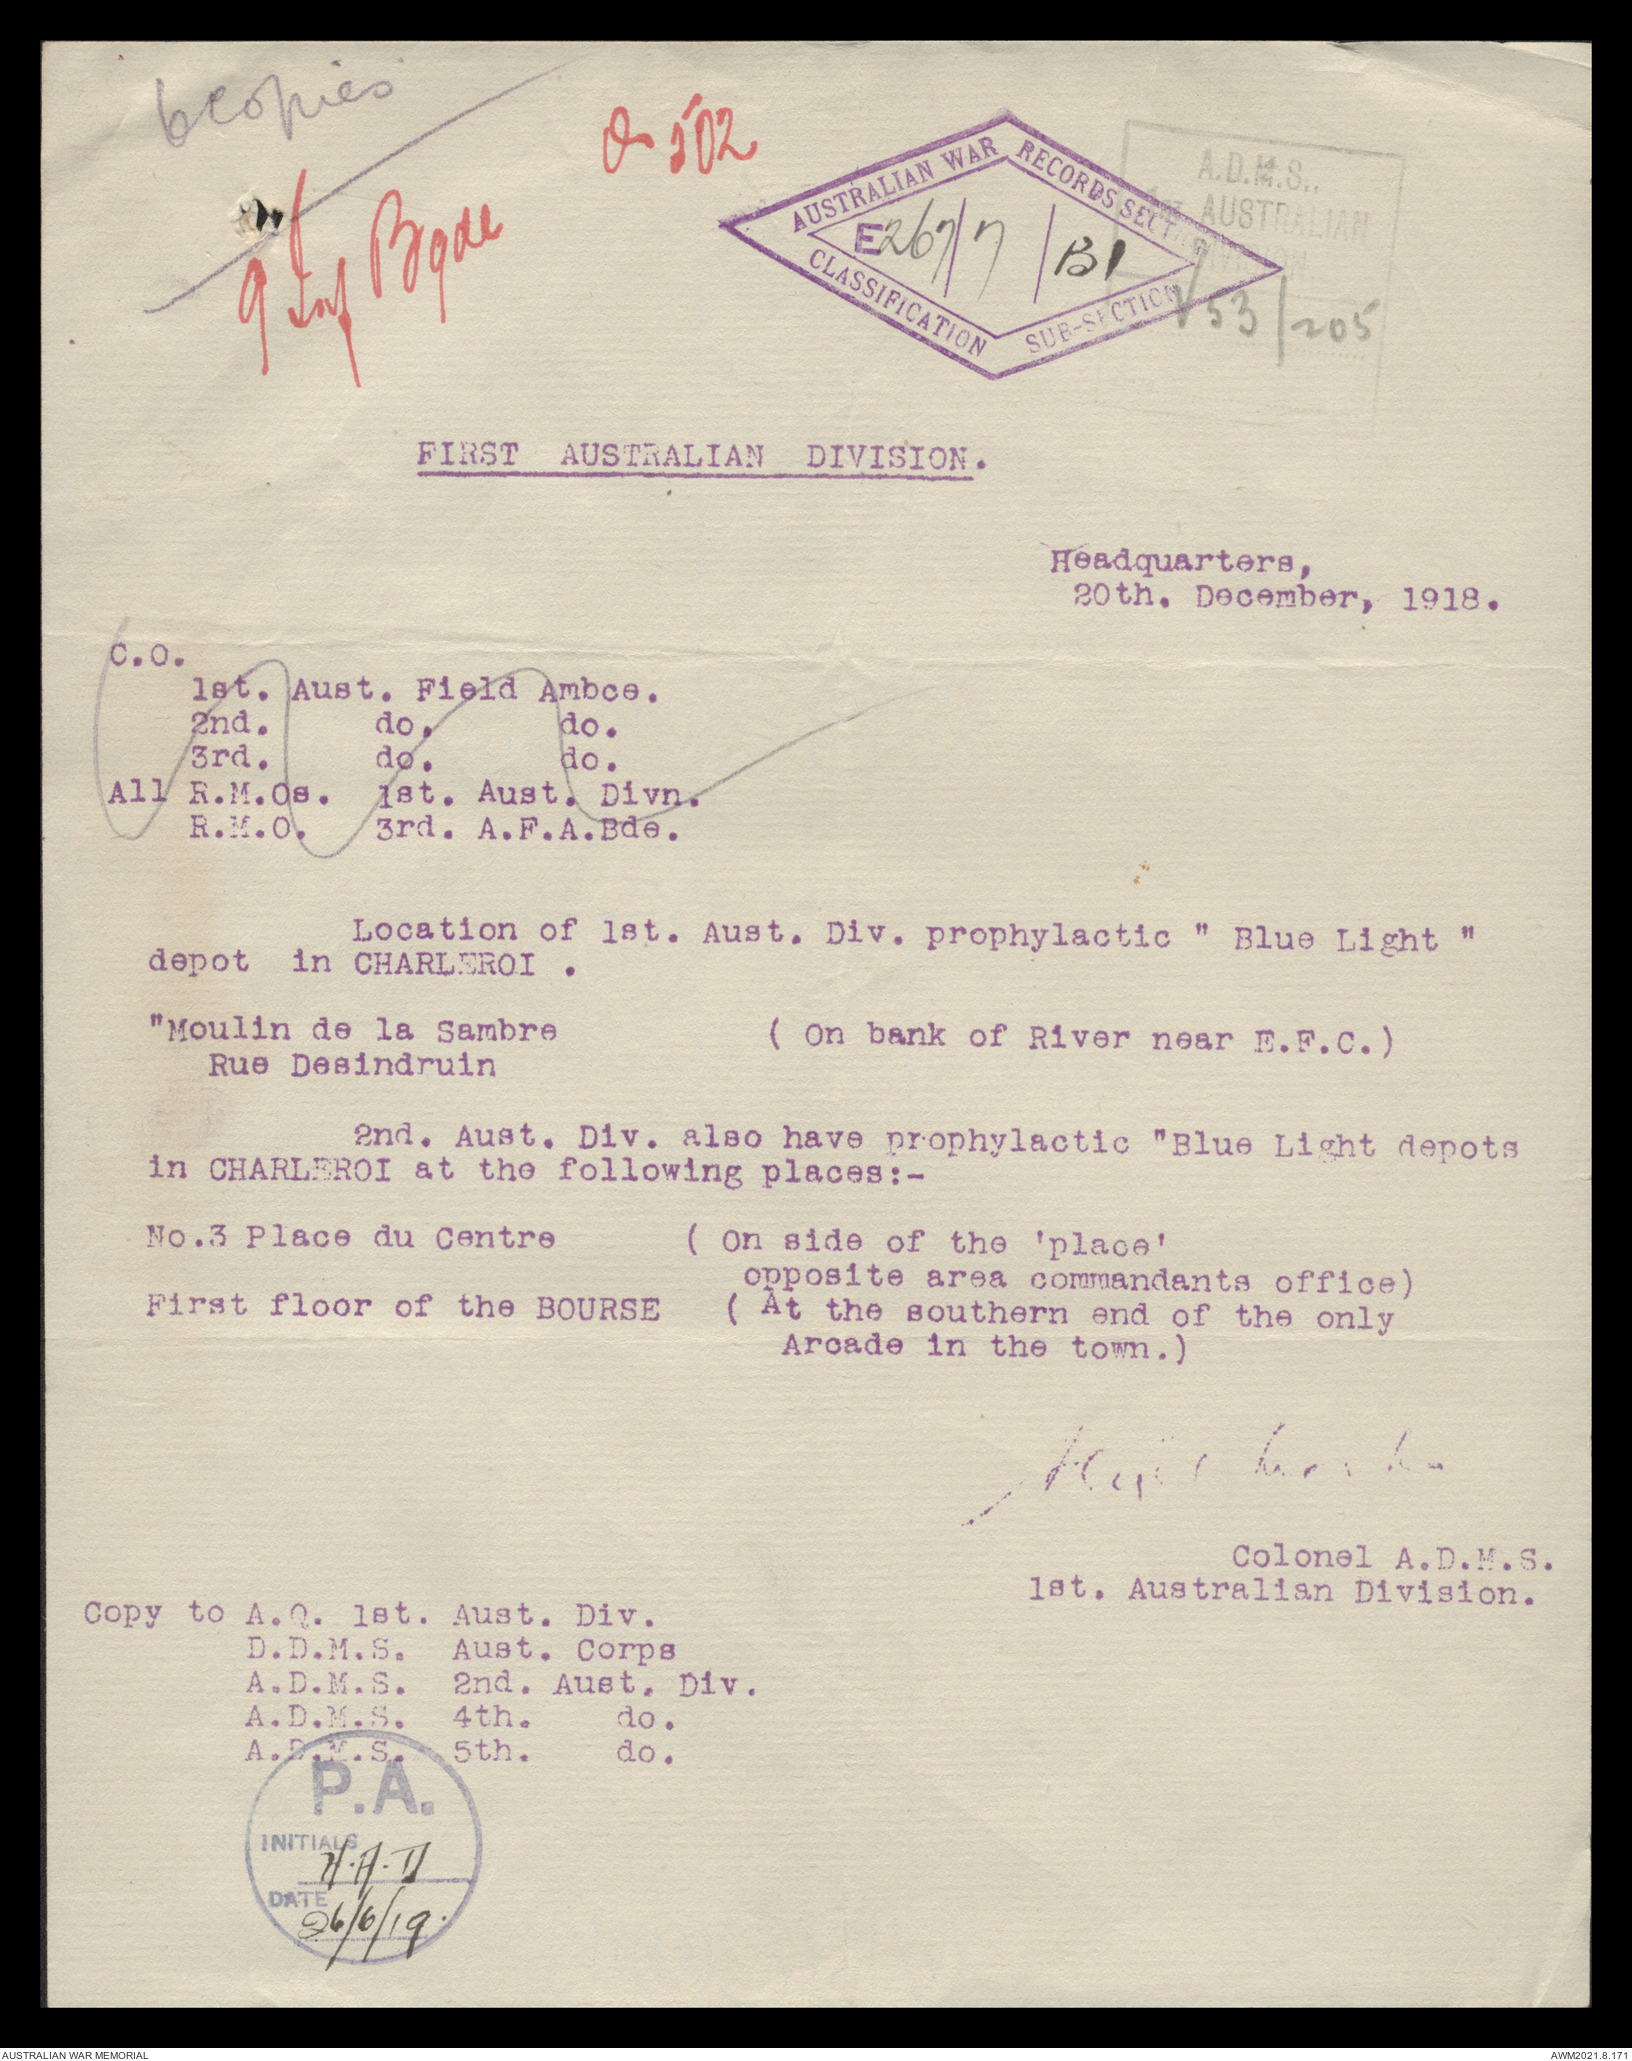 6 copies
Q 502
9 Inf Bgde
AUSTRALIAN WAR RECORDS SECTION
E267/7/B1
CLASSIFICATION SUB-SECTION
A.D.M.S.,
1st AUSTRALIAN
DIVISION
V53/205
FIRST AUSTRALIAN DIVISION.
Headquarters,
20th. December, 1918.
C.O.
1st. Aust. Field Ambce.
2nd. do. do.
3rd. do. do.
All R.M.Os. 1st. Aust. Divn.
R.M.O. 3rd. A.F.A.Bde.
Location of 1st. Aust. Div. prophylactic " Blue Light "
depot in CHARLEROI .
"Moulin de la Sambre ( On bank of River near E.F.C.)
Rue Desindruin
2nd. Aust. Div. also have prophylactic "Blue Light depots
in CHARLEROI at the following places:-
No.3 Place du Centre ( On side of the 'place'
opposite area commandants office)
First floor of the BOURSE ( At the southern end of the only
Arcade in the town.)
Colonel A.D.M.S.
1st. Australian Division.
Copy to A.Q. 1st. Aust. Div.
D.D.M.S. Aust. Corps
A.D.M.S. 2nd. Aust. Div.
A.D.M.S. 4th. do.
A.D.M.S. 5th. do.
P.A.
INITIALS
DATE 26/6/19.
AUSTRALIAN WAR MEMORIAL
AWM2021.8.171